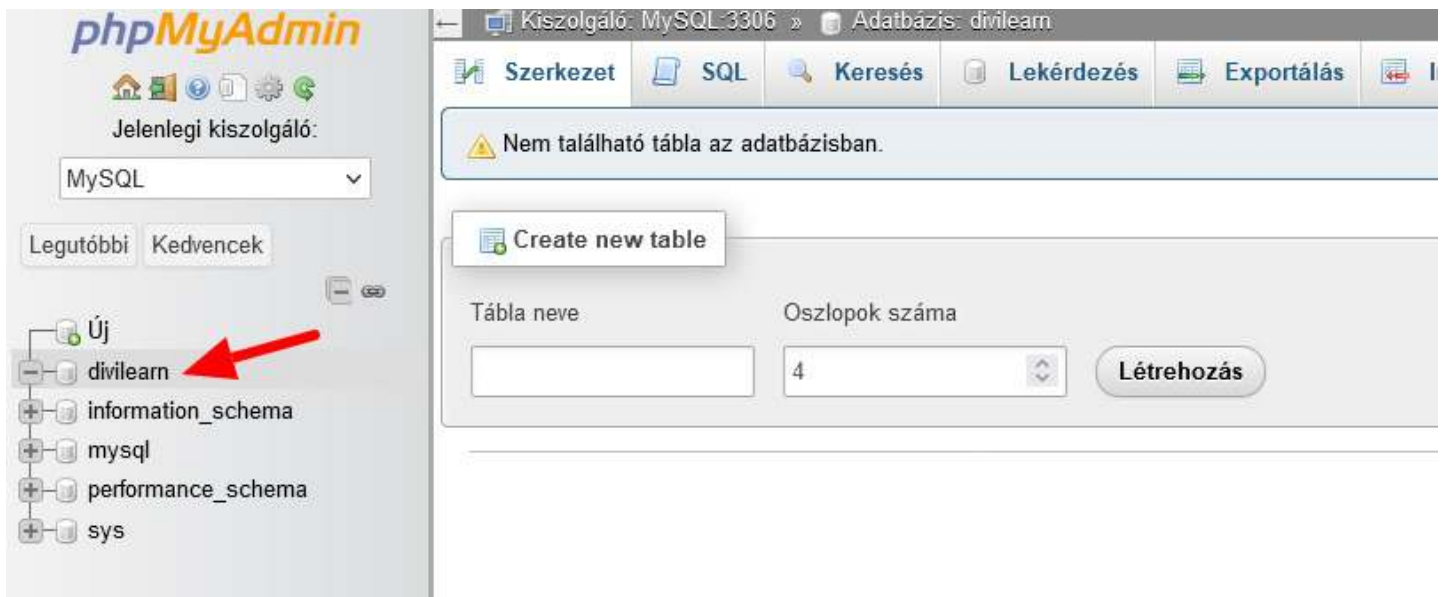 phpMyAdmin
Jelenlegi kiszolgáló:
MySQL
Legutóbbi Kedvencek
Új
divilearn
information_schema
mysql
performance_schema
sys
← Kiszolgáló: MySQL:3306 » Adatbázis: divilearn
Szerkezet SQL Keresés Lekérdezés Exportálás
Nem található tábla az adatbázisban.
Create new table
Tábla neve Oszlopok száma
4 Létrehozás